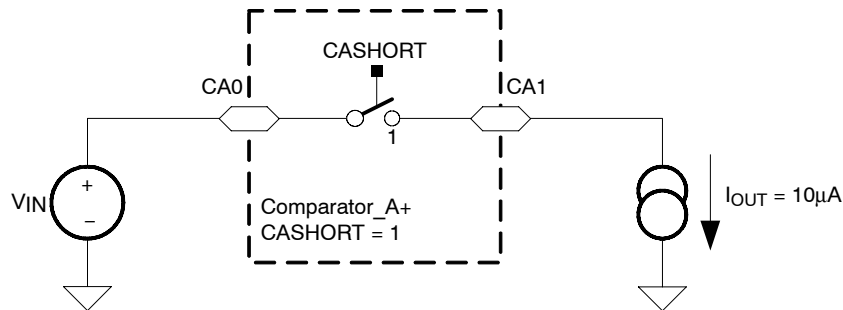 CASHORT
CA0
CA1
1
VIN
+
−
Comparator_A+
CASHORT = 1
IOUT = 10μA